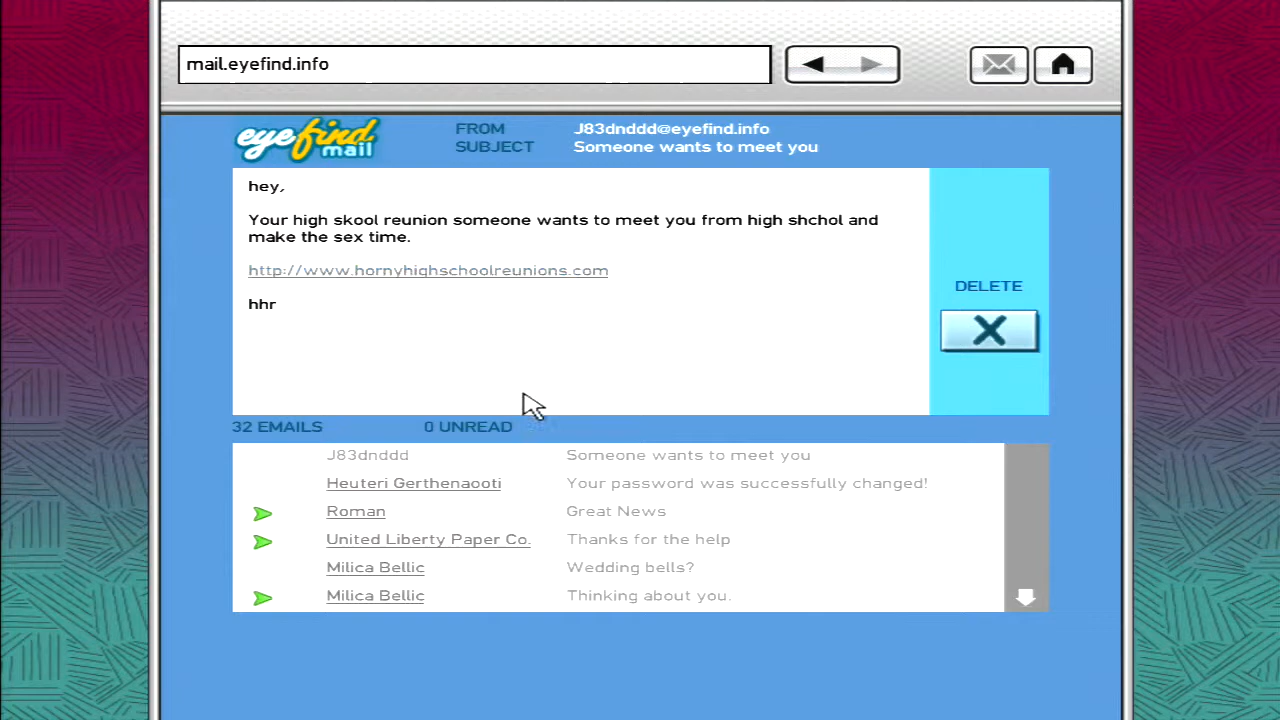 mail.eyefind.info
eyefind mail
FROM J83dnddd@eyefind.info
SUBJECT Someone wants to meet you
hey,
Your high skool reunion someone wants to meet you from high shchol and
make the sex time.
http://www.hornyhighschoolreunions.com
hhr
DELETE
32 EMAILS 0 UNREAD
J83dnddd Someone wants to meet you
Heuteri Gerthenaooti Your password was successfully changed!
Roman Great News
United Liberty Paper Co. Thanks for the help
Milica Bellic Wedding bells?
Milica Bellic Thinking about you.